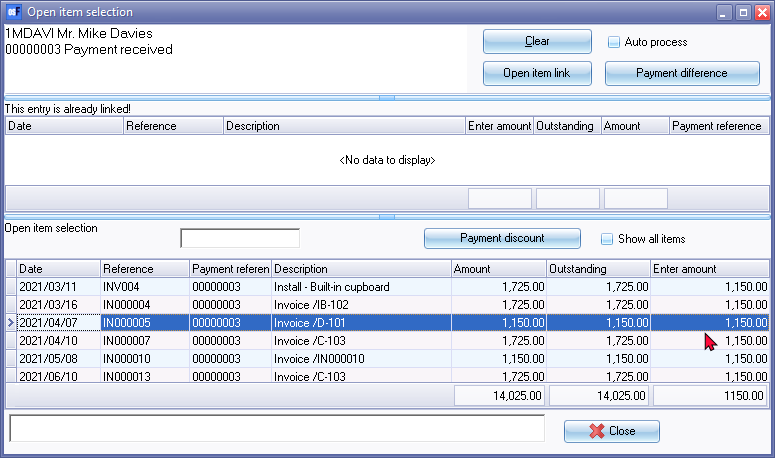 Open item selection
1MDAVI Mr. Mike Davies
00000003 Payment received
Clear
Auto process
Open item link
Payment difference
This entry is already linked!
Date Reference Description Enter amount Outstanding Amount Payment reference
<No data to display>
Open item selection
Payment discount
Show all items
Date Reference Payment referen Description Amount Outstanding Enter amount
2021/03/11 INV004 00000003 Install - Built-in cupboard 1,725.00 1,725.00 1,150.00
2021/03/16 IN000004 00000003 Invoice /IB-102 1,725.00 1,725.00 1,150.00
2021/04/07 IN000005 00000003 Invoice /D-101 1,150.00 1,150.00 1,150.00
2021/04/10 IN000007 00000003 Invoice /C-103 1,725.00 1,725.00 1,150.00
2021/05/08 IN000010 00000003 Invoice /IN000010 1,150.00 1,150.00 1,150.00
2021/06/10 IN000013 00000003 Invoice /C-103 1,725.00 1,725.00 1,150.00
14,025.00 14,025.00 1150.00
Close